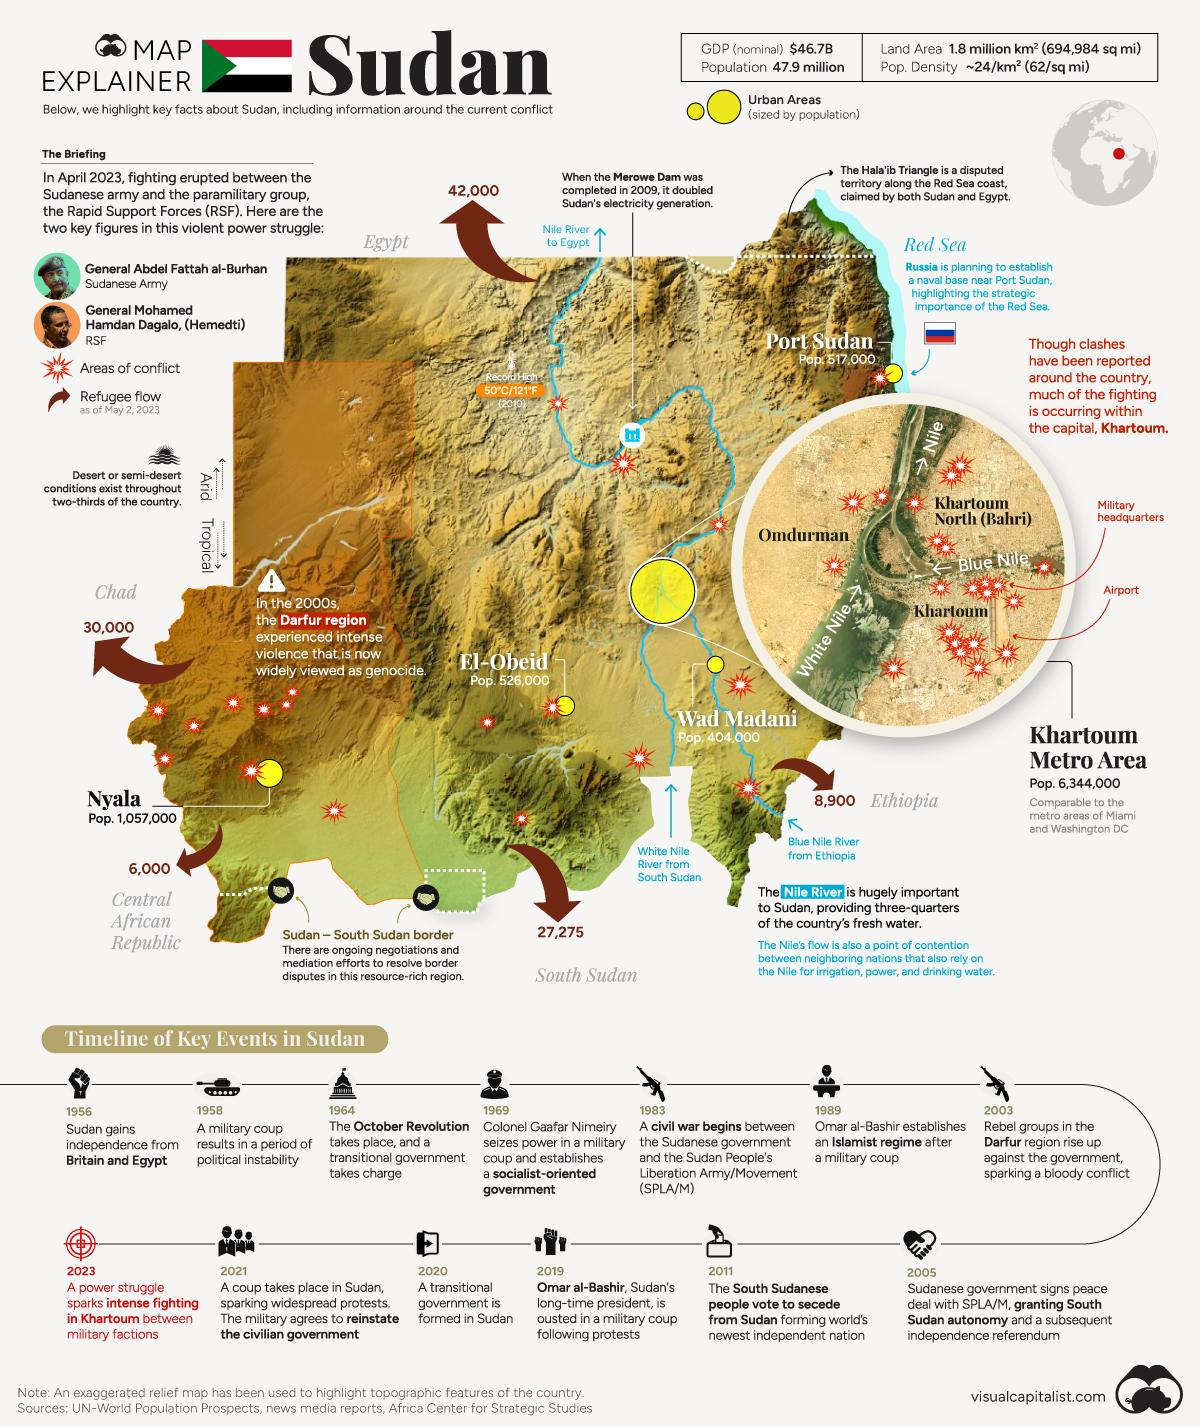 MAP
EXPLAINER
Sudan
Below, we highlight key facts about Sudan, including information around the current conflict
GDP (nominal) $46.7B
Population 47.9 million
Land Area 1.8 million km² (694,984 sq mi)
Pop. Density ~24/km² (62/sq mi)
Urban Areas
(sized by population)
The Briefing
In April 2023, fighting erupted between the
Sudanese army and the paramilitary group,
the Rapid Support Forces (RSF). Here are the
two key figures in this violent power struggle:
General Abdel Fattah al-Burhan
Sudanese Army
General Mohamed
Hamdan Dagalo, (Hemedti)
RSF
Areas of conflict
Refugee flow
as of May 2, 2023
Desert or semi-desert
conditions exist throughout
two-thirds of the country.
Arid
Tropical
42,000
Egypt
Nile River
to Egypt
When the Merowe Dam was
completed in 2009, it doubled
Sudan's electricity generation.
The Hala'ib Triangle is a disputed
territory along the Red Sea coast,
claimed by both Sudan and Egypt.
Red Sea
Russia is planning to establish
a naval base near Port Sudan,
highlighting the strategic
importance of the Red Sea.
Port Sudan
Pop. 517,000
Though clashes
have been reported
around the country,
much of the fighting
is occurring within
the capital, Khartoum.
Record High
50°C/121°F
(2010)
Nile
Khartoum
North (Bahri)
Omdurman
Blue Nile
White Nile
Khartoum
Military
headquarters
Airport
Chad
30,000
In the 2000s,
the Darfur region
experienced intense
violence that is now
widely viewed as genocide.
El-Obeid
Pop. 526,000
Wad Madani
Pop. 404,000
Khartoum
Metro Area
Pop. 6,344,000
Comparable to the
metro areas of Miami
and Washington DC
Nyala
Pop. 1,057,000
8,900
Ethiopia
Blue Nile River
from Ethiopia
White Nile
River from
South Sudan
6,000
Central
African
Republic
Sudan – South Sudan border
There are ongoing negotiations and
mediation efforts to resolve border
disputes in this resource-rich region.
27,275
South Sudan
The Nile River is hugely important
to Sudan, providing three-quarters
of the country's fresh water.
The Nile's flow is also a point of contention
between neighboring nations that also rely on
the Nile for irrigation, power, and drinking water.
Timeline of Key Events in Sudan
1956
Sudan gains
independence from
Britain and Egypt
1958
A military coup
results in a period of
political instability
1964
The October Revolution
takes place, and a
transitional government
takes charge
1969
Colonel Gaafar Nimeiry
seizes power in a military
coup and establishes
a socialist-oriented
government
1983
A civil war begins between
the Sudanese government
and the Sudan People's
Liberation Army/Movement
(SPLA/M)
1989
Omar al-Bashir establishes
an Islamist regime after
a military coup
2003
Rebel groups in the
Darfur region rise up
against the government,
sparking a bloody conflict
2023
A power struggle
sparks intense fighting
in Khartoum between
military factions
2021
A coup takes place in Sudan,
sparking widespread protests.
The military agrees to reinstate
the civilian government
2020
A transitional
government is
formed in Sudan
2019
Omar al-Bashir, Sudan's
long-time president, is
ousted in a military coup
following protests
2011
The South Sudanese
people vote to secede
from Sudan forming world's
newest independent nation
2005
Sudanese government signs peace
deal with SPLA/M, granting South
Sudan autonomy and a subsequent
independence referendum
Note: An exaggerated relief map has been used to highlight topographic features of the country.
Sources: UN-World Population Prospects, news media reports, Africa Center for Strategic Studies
visualcapitalist.com